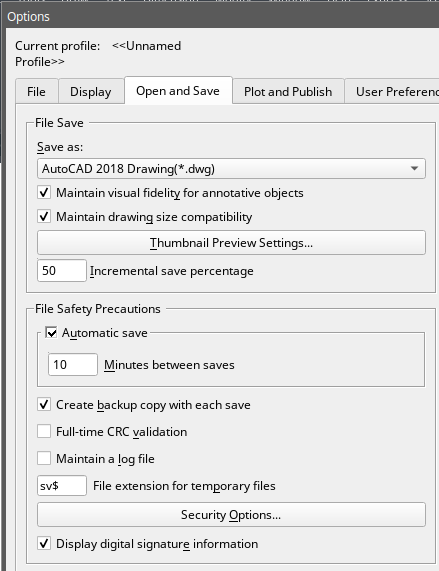 Options
Current profile: <<Unnamed
Profile>>
File Display Open and Save Plot and Publish User Preferenc
File Save
Save as:
AutoCAD 2018 Drawing(*.dwg)
Maintain visual fidelity for annotative objects
Maintain drawing size compatibility
Thumbnail Preview Settings...
50 Incremental save percentage
File Safety Precautions
Automatic save
10 Minutes between saves
Create backup copy with each save
Full-time CRC validation
Maintain a log file
sv$ File extension for temporary files
Security Options...
Display digital signature information